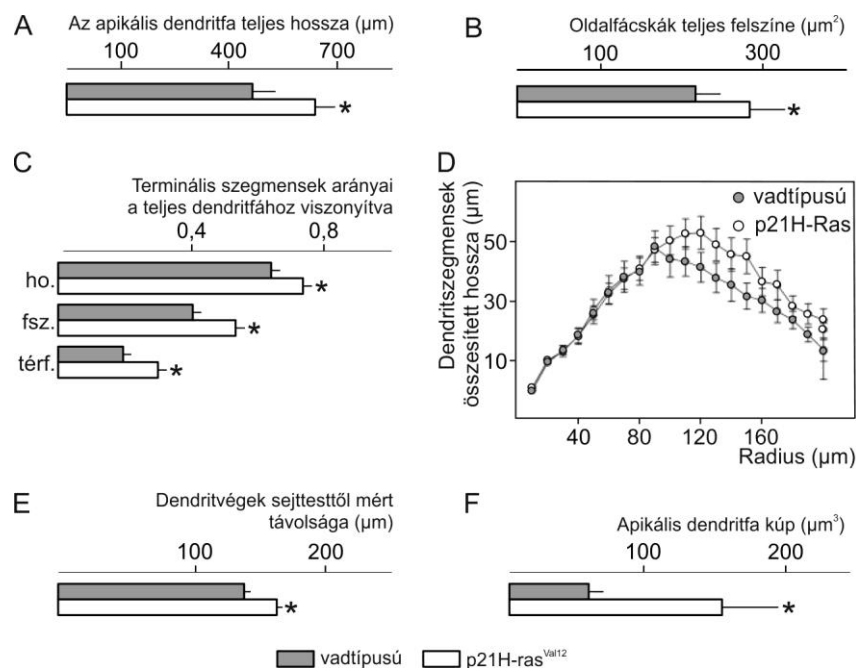 A
Az apikális dendritfa teljes hossza (µm)
100 400 700
*
B
Oldalfácskák teljes felszíne (µm²)
100 300
*
C
Terminális szegmensek arányai
a teljes dendritfához viszonyítva
0,4 0,8
ho.
*
fsz.
*
térf.
*
D
Dendritszegmensek
összesített hossza (µm)
vadtípusú
p21H-Ras
50
30
10
40 80 120 160
Radius (µm)
E
Dendritvégek sejttesttől mért
távolsága (µm)
100 200
*
F
Apikális dendritfa kúp (µm³)
100 200
*
vadtípusú p21H-rasVal12